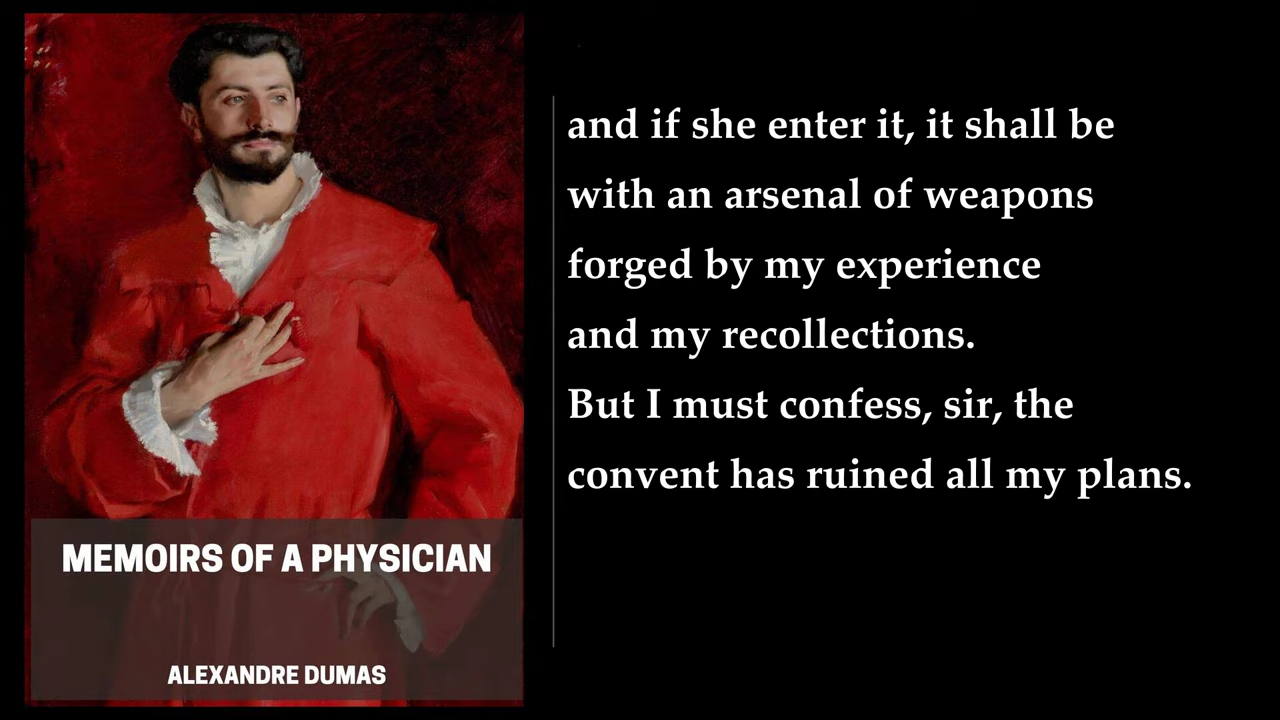 MEMOIRS OF A PHYSICIAN
ALEXANDRE DUMAS
and if she enter it, it shall be
with an arsenal of weapons
forged by my experience
and my recollections.
But I must confess, sir, the
convent has ruined all my plans.